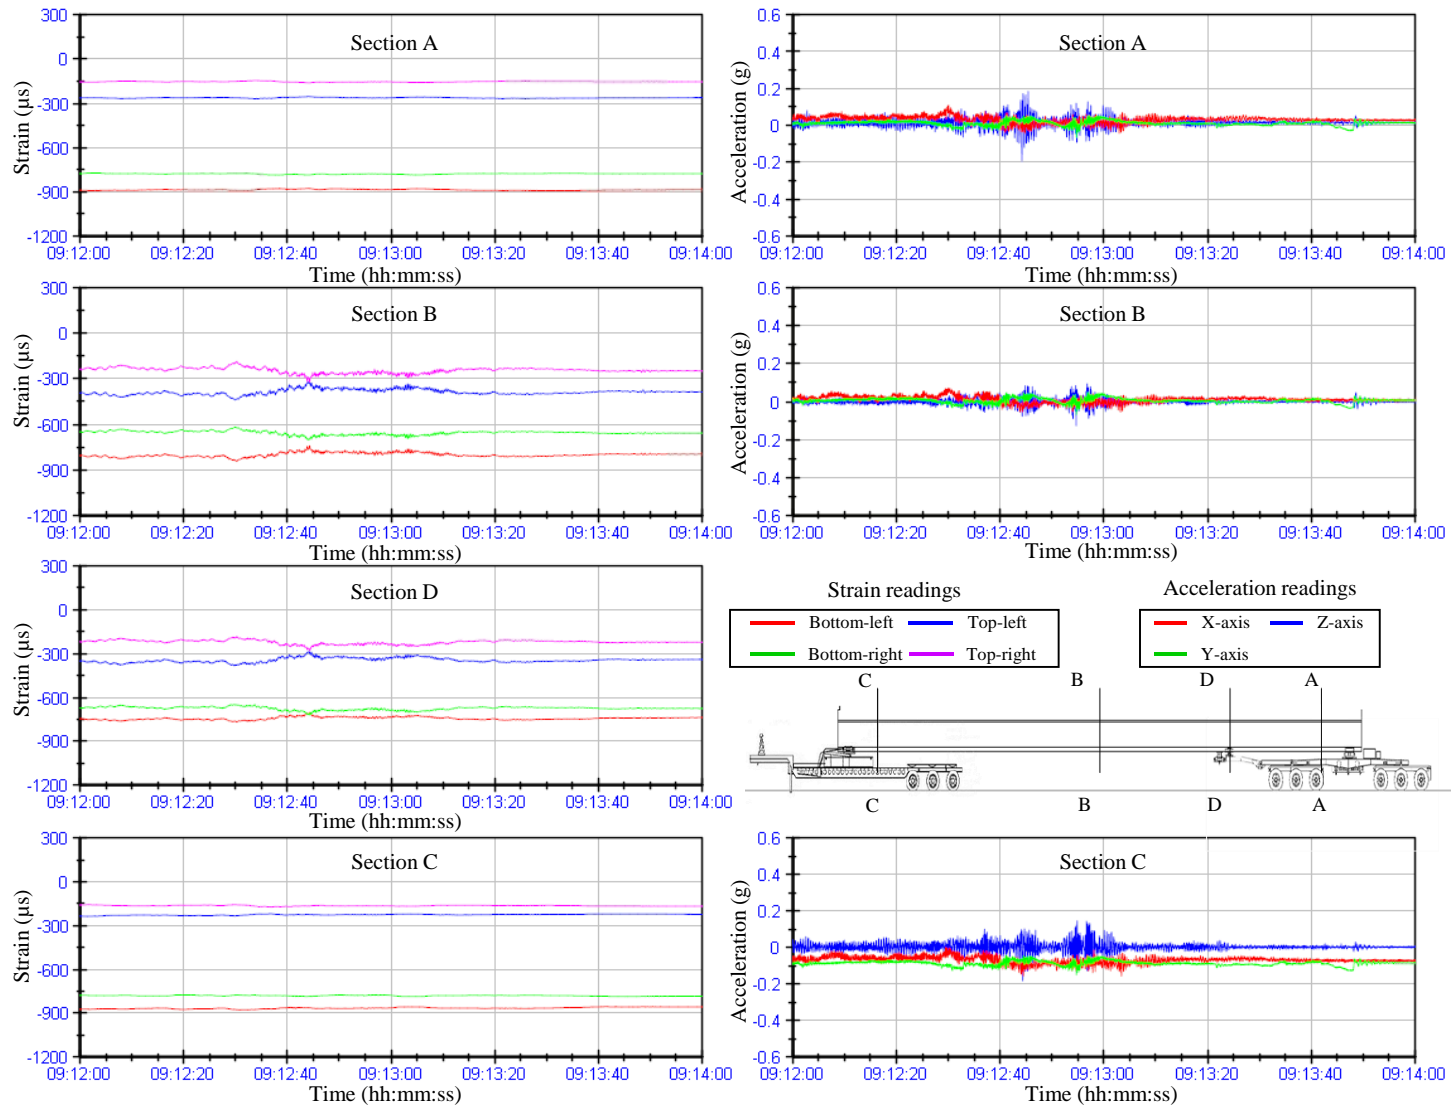 Section A
Strain (μs)
300
0
-300
-600
-900
-1200
09:12:00 09:12:20 09:12:40 09:13:00 09:13:20 09:13:40 09:14:00
Time (hh:mm:ss)
Section A
Acceleration (g)
0.6
0.4
0.2
0
-0.2
-0.4
-0.6
09:12:00 09:12:20 09:12:40 09:13:00 09:13:20 09:13:40 09:14:00
Time (hh:mm:ss)
Section B
Strain (μs)
300
0
-300
-600
-900
-1200
09:12:00 09:12:20 09:12:40 09:13:00 09:13:20 09:13:40 09:14:00
Time (hh:mm:ss)
Section B
Acceleration (g)
0.6
0.4
0.2
0
-0.2
-0.4
-0.6
09:12:00 09:12:20 09:12:40 09:13:00 09:13:20 09:13:40 09:14:00
Time (hh:mm:ss)
Section D
Strain (μs)
300
0
-300
-600
-900
-1200
09:12:00 09:12:20 09:12:40 09:13:00 09:13:20 09:13:40 09:14:00
Time (hh:mm:ss)
Strain readings
Bottom-left Top-left
Bottom-right Top-right
Acceleration readings
X-axis Z-axis
Y-axis
C B D A
C B D A
Section C
Strain (μs)
300
0
-300
-600
-900
-1200
09:12:00 09:12:20 09:12:40 09:13:00 09:13:20 09:13:40 09:14:00
Time (hh:mm:ss)
Section C
Acceleration (g)
0.6
0.4
0.2
0
-0.2
-0.4
-0.6
09:12:00 09:12:20 09:12:40 09:13:00 09:13:20 09:13:40 09:14:00
Time (hh:mm:ss)